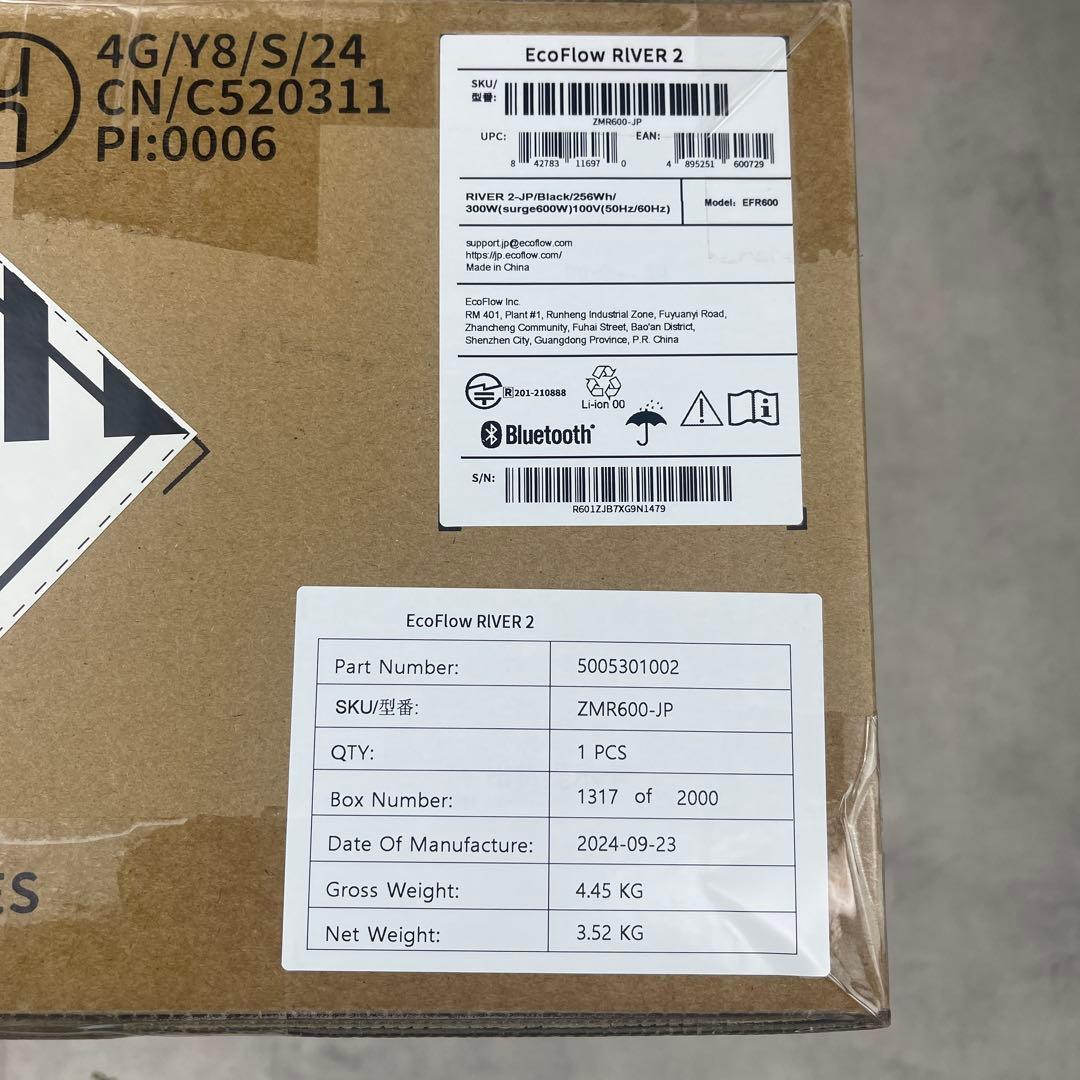 4G/Y8/S/24
CN/C520311
PI:0006
EcoFlow RIVER 2
SKU/
型番:
ZMR600-JP
UPC:
8 42783 11697 0
EAN:
4 895251 600729
RIVER 2-JP/Black/256Wh/
300W(surge600W)100V(50Hz/60Hz)
Model: EFR600
support.jp@ecoflow.com
https://jp.ecoflow.com/
Made in China
EcoFlow Inc.
RM 401, Plant #1, Runheng Industrial Zone, Fuyuanyi Road,
Zhancheng Community, Fuhai Street, Bao'an District,
Shenzhen City, Guangdong Province, P.R. China
R 201-210888
Li-ion 00
Bluetooth®
S/N:
R601ZJB7XG9N1479
EcoFlow RIVER 2
Part Number: 5005301002
SKU/型番: ZMR600-JP
QTY: 1 PCS
Box Number: 1317 of 2000
Date Of Manufacture: 2024-09-23
Gross Weight: 4.45 KG
Net Weight: 3.52 KG